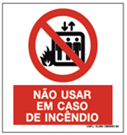 NÃO USAR
EM CASO
DE INCÊNDIO